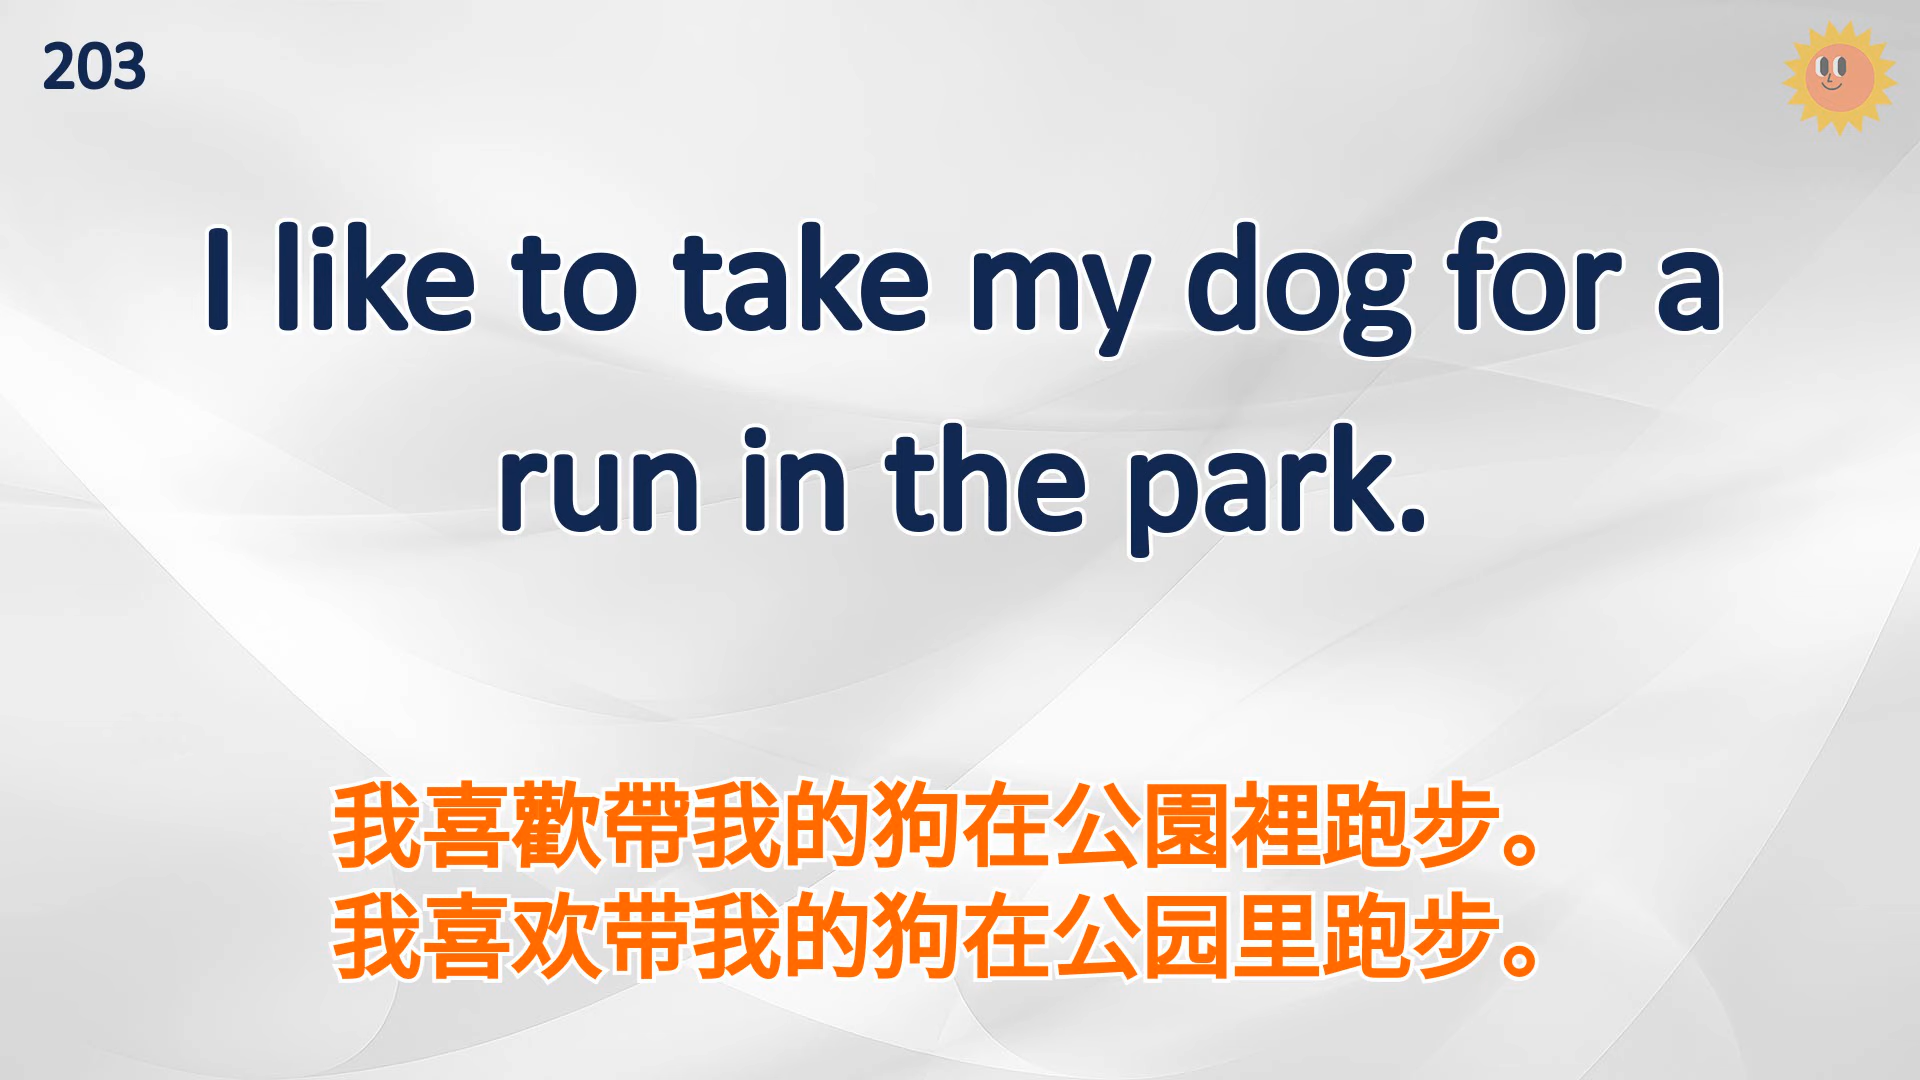 203
I like to take my dog for a
run in the park.
我喜歡帶我的狗在公園裡跑步。
我喜欢带我的狗在公园里跑步。